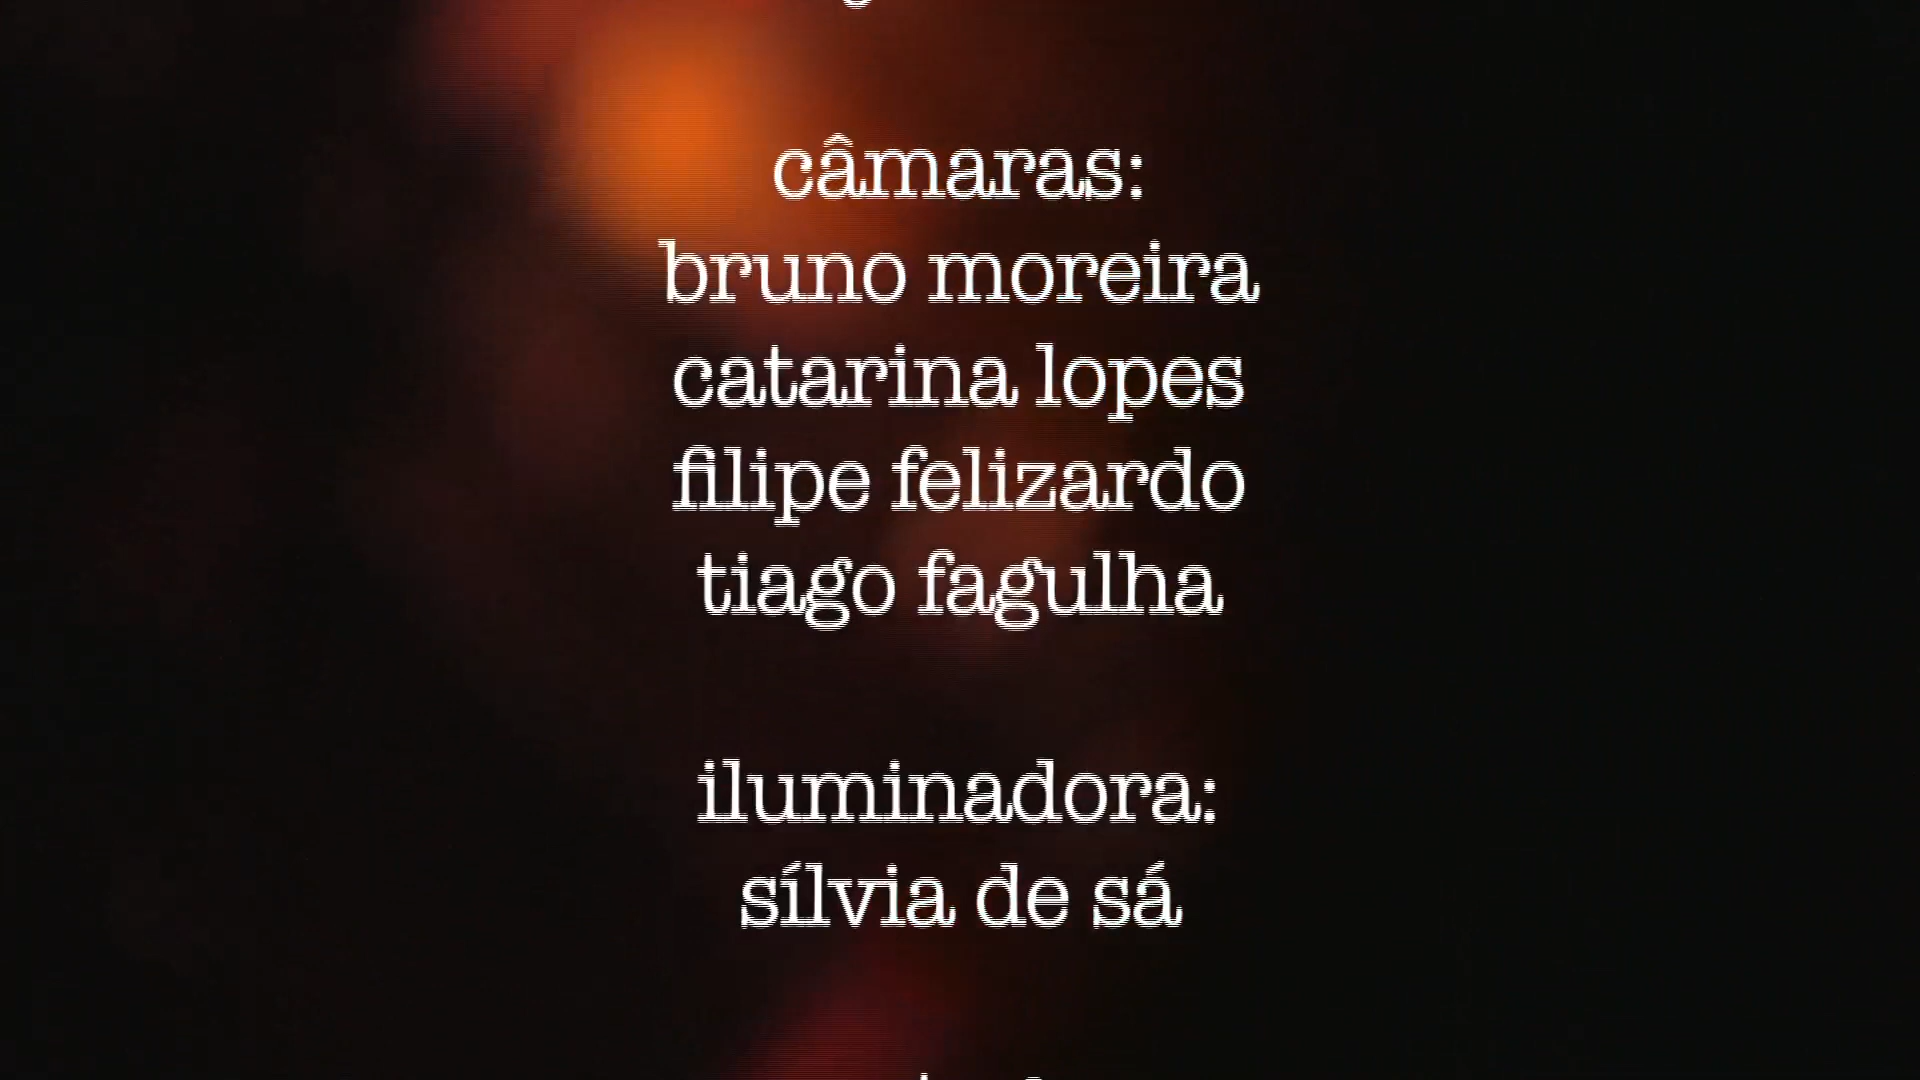 câmaras:
bruno moreira
catarina lopes
filipe felizardo
tiago fagulha
iluminadora:
sílvia de sá